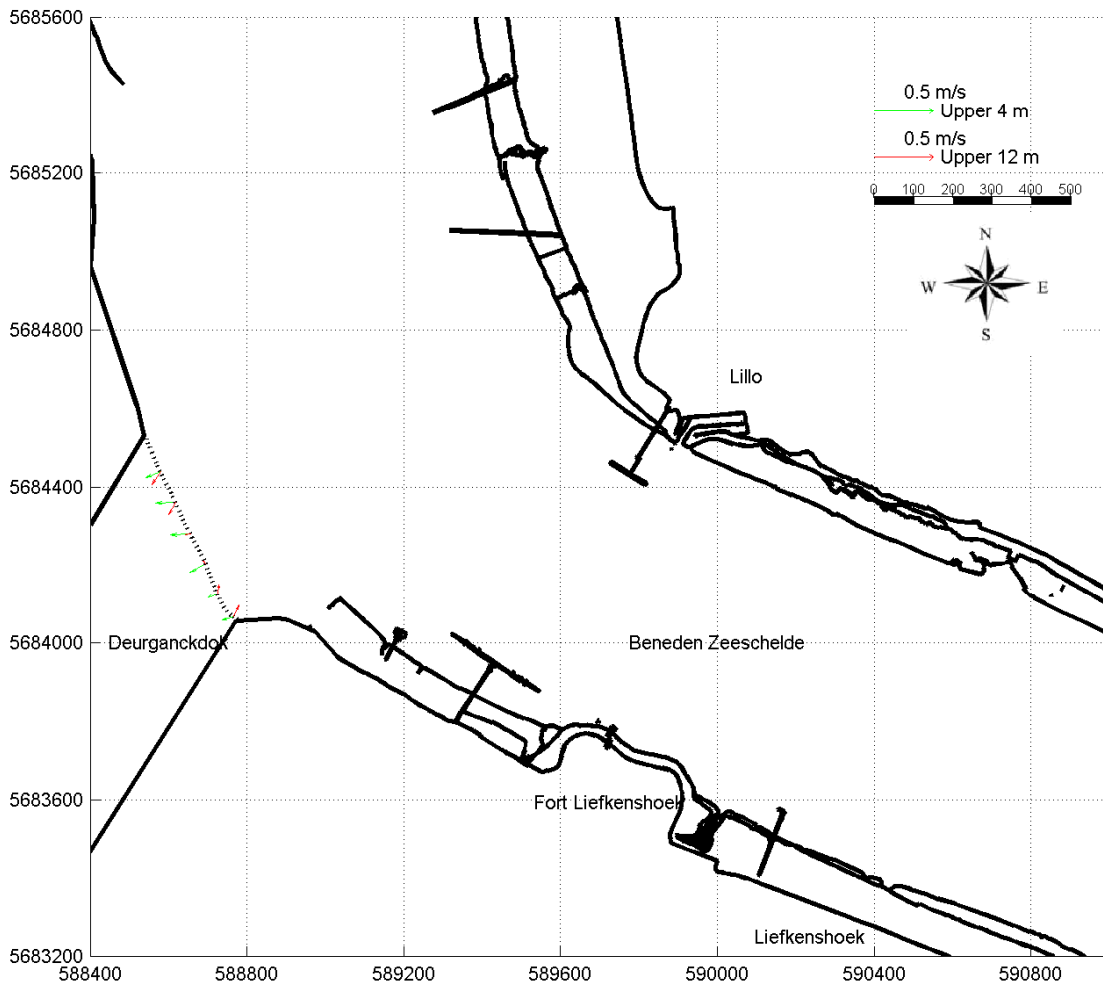 5685600
0.5 m/s
Upper 4 m
0.5 m/s
Upper 12 m
5685200
0 100 200 300 400 500
N
W E
S
5684800
Lillo
5684400
5684000
Deurganckdok
Beneden Zeeschelde
5683600
Fort Liefkenshoek
Liefkenshoek
5683200
588400 588800 589200 589600 590000 590400 590800